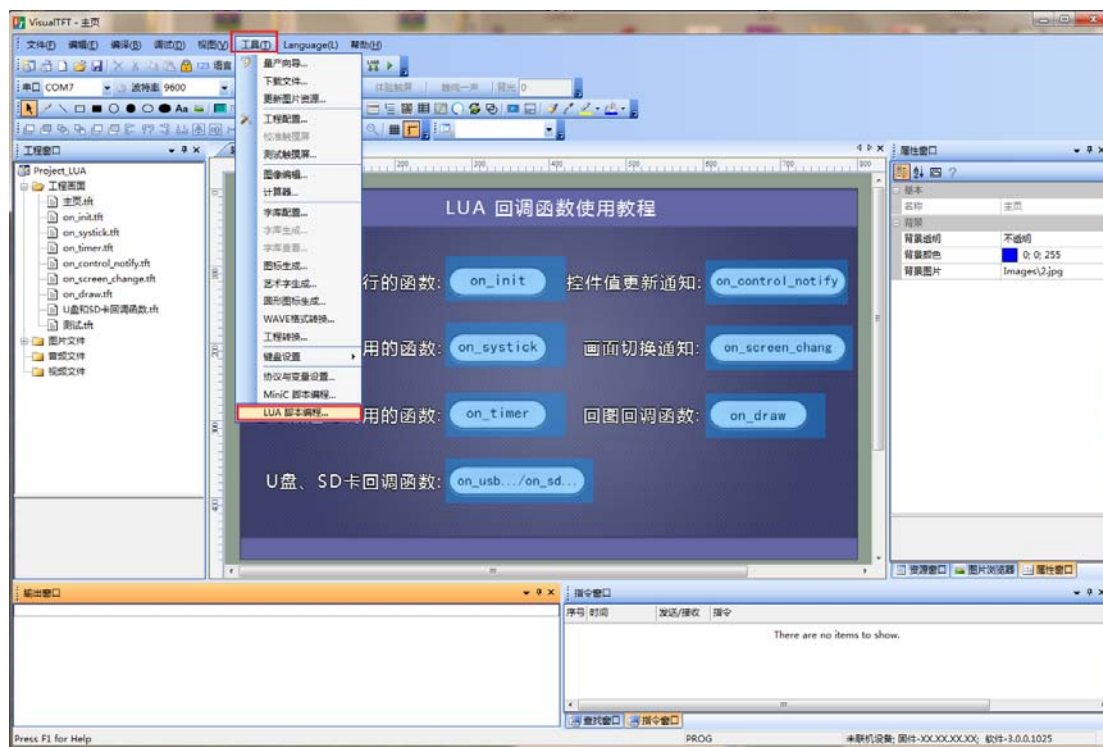 VisualTFT - 主页
文件(F) 编辑(E) 编译(B) 调试(D) 视图(V) 工具(T) Language(L) 帮助(H)
串口 COM7 波特率 9600
工程窗口
Project_LUA
工程画面
主页.tft
on_init.tft
on_systick.tft
on_timer.tft
on_control_notify.tft
on_screen_change.tft
on_draw.tft
U盘和SD卡回调函数.tft
测试.tft
图片文件
音频文件
视频文件
量产向导...
下载文件...
更新图片资源...
工程配置...
校准触摸屏...
测试触摸屏...
图像编辑...
计算器...
字库配置...
字库生成...
字库查看...
图标生成...
艺术字生成...
圆形图标生成...
WAVE格式转换...
工程转换...
键盘设置
协议与变量设置...
MiniC 脚本编程...
LUA 脚本编程...
LUA 回调函数使用教程
行的函数: on_init 控件值更新通知: on_control_notify
用的函数: on_systick 画面切换通知: on_screen_chang
用的函数: on_timer 回图回调函数: on_draw
U盘、SD卡回调函数: on_usb.../on_sd...
属性窗口
基本
名称 主页
背景
背景透明 不透明
背景颜色 0; 0; 255
背景图片 Images\2.jpg
资源窗口 图片浏览器 属性窗口
输出窗口
指令窗口
序号 时间 发送/接收 指令
There are no items to show.
查找窗口 指令窗口
Press F1 for Help
PROG
未联机设备; 固件-XX.XX.XX.XX; 软件-3.0.0.1025